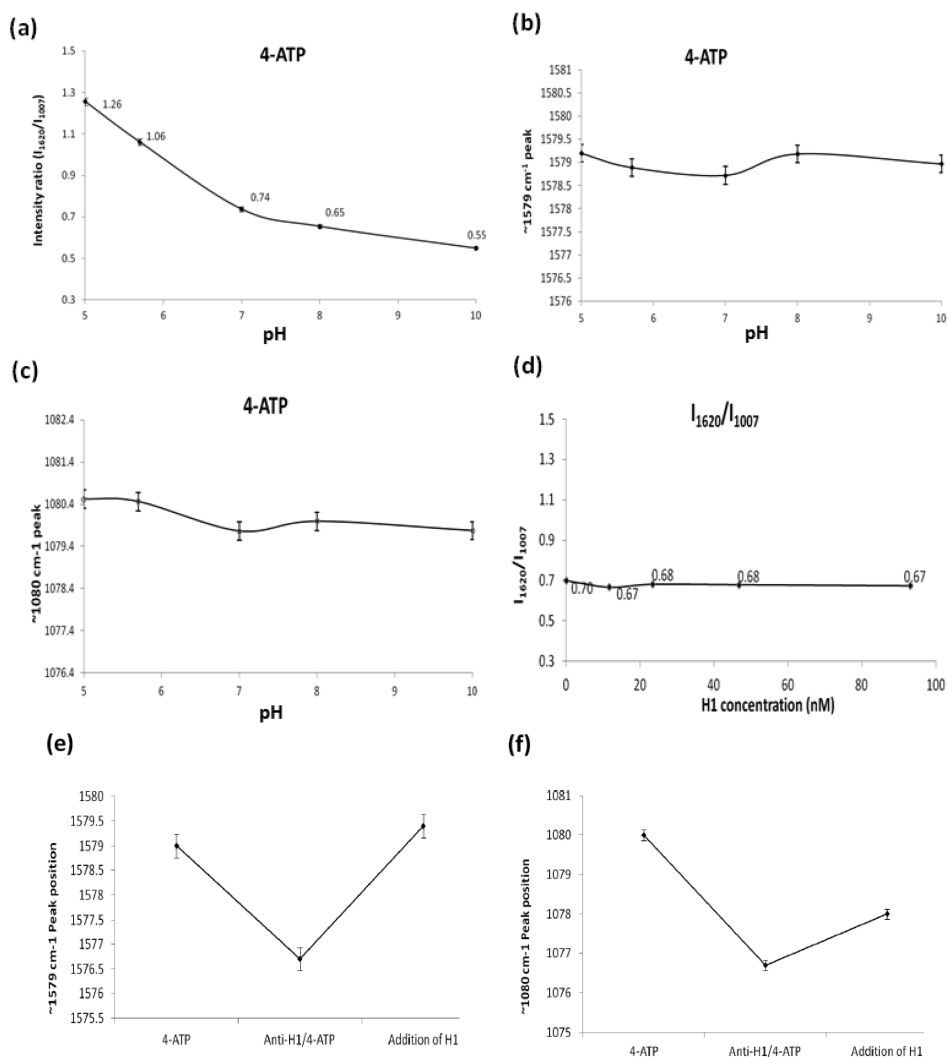 (a)
4-ATP
Intensity ratio (I1620/I1007)
1.5
1.3
1.1
0.9
0.7
0.5
0.3
1.26
1.06
0.74
0.65
0.55
5 6 7 8 9 10
pH
(b)
4-ATP
~1579 cm-1 peak
1581
1580.5
1580
1579.5
1579
1578.5
1578
1577.5
1577
1576.5
1576
5 6 7 8 9 10
pH
(c)
4-ATP
~1080 cm-1 peak
1082.4
1081.4
1080.4
1079.4
1078.4
1077.4
1076.4
5 6 7 8 9 10
pH
(d)
I1620/I1007
I1620/I1007
1.5
1.3
1.1
0.9
0.7
0.5
0.3
0.70
0.67
0.68
0.68
0.67
0 20 40 60 80 100
H1 concentration (nM)
(e)
~1579 cm-1 Peak position
1580
1579.5
1579
1578.5
1578
1577.5
1577
1576.5
1576
1575.5
4-ATP Anti-H1/4-ATP Addition of H1
(f)
~1080 cm-1 Peak position
1081
1080
1079
1078
1077
1076
1075
4-ATP Anti-H1/4-ATP Addition of H1